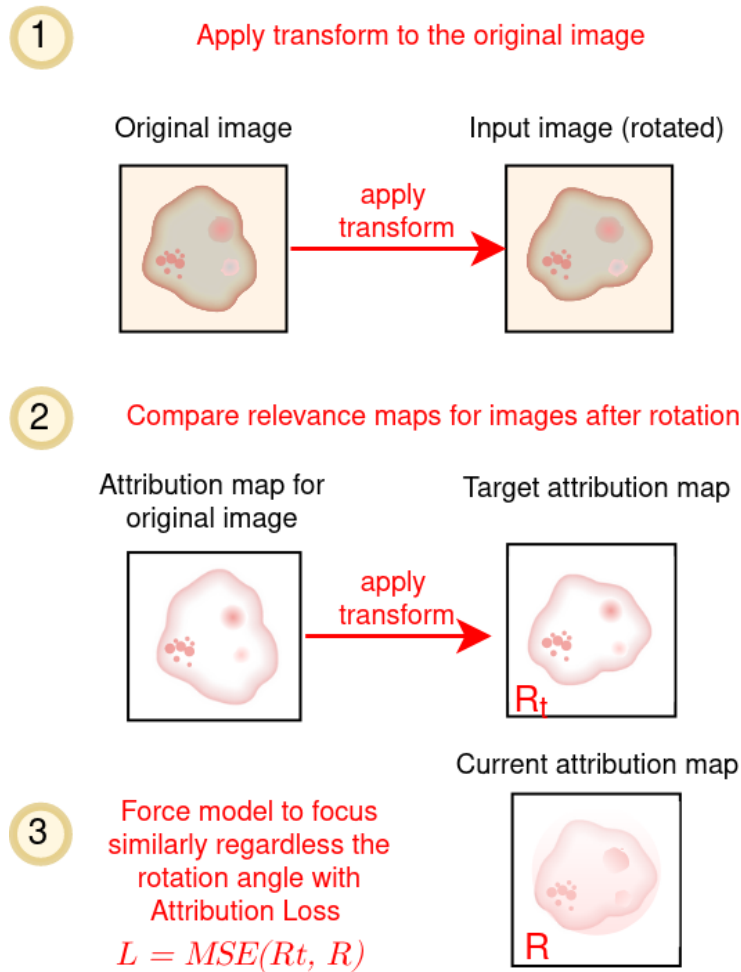 1
Apply transform to the original image
Original image
Input image (rotated)
apply
transform
2
Compare relevance maps for images after rotation
Attribution map for
original image
Target attribution map
apply
transform
Rt
Current attribution map
3
Force model to focus
similarly regardless the
rotation angle with
Attribution Loss
L = MSE(Rt, R)
R